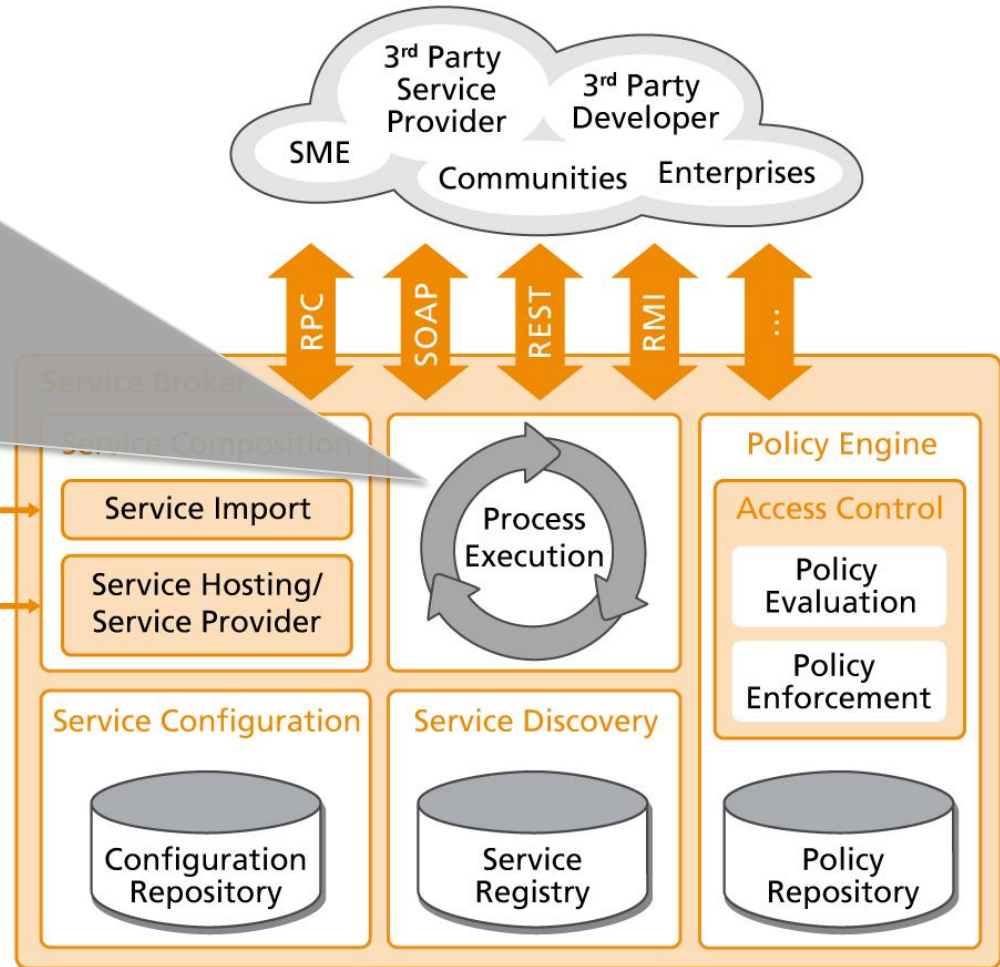 3rd Party
Service
Provider
3rd Party
Developer
SME
Communities
Enterprises
RPC
SOAP
REST
RMI
...
Service Broker
Service Composition
Service Import
Service Hosting/
Service Provider
Process
Execution
Policy Engine
Access Control
Policy
Evaluation
Policy
Enforcement
Service Configuration
Configuration
Repository
Service Discovery
Service
Registry
Policy
Repository